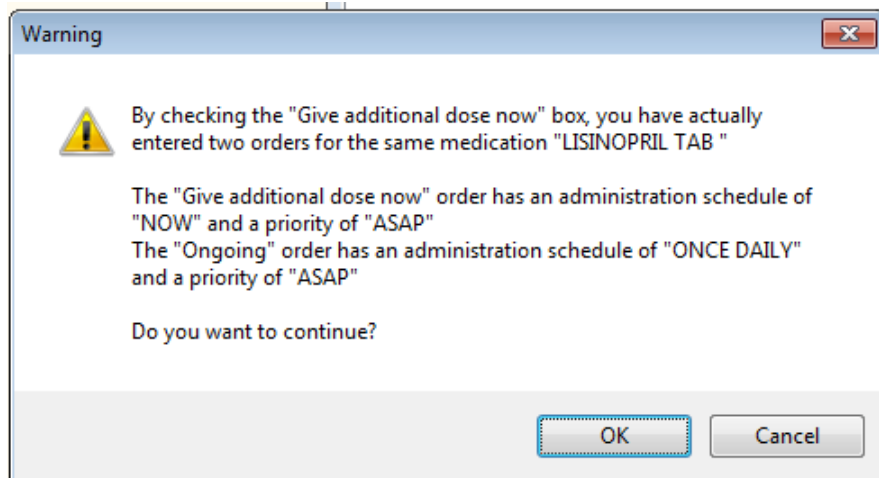 Warning
By checking the "Give additional dose now" box, you have actually
entered two orders for the same medication "LISINOPRIL TAB "
The "Give additional dose now" order has an administration schedule of
"NOW" and a priority of "ASAP"
The "Ongoing" order has an administration schedule of "ONCE DAILY"
and a priority of "ASAP"
Do you want to continue?
OK
Cancel